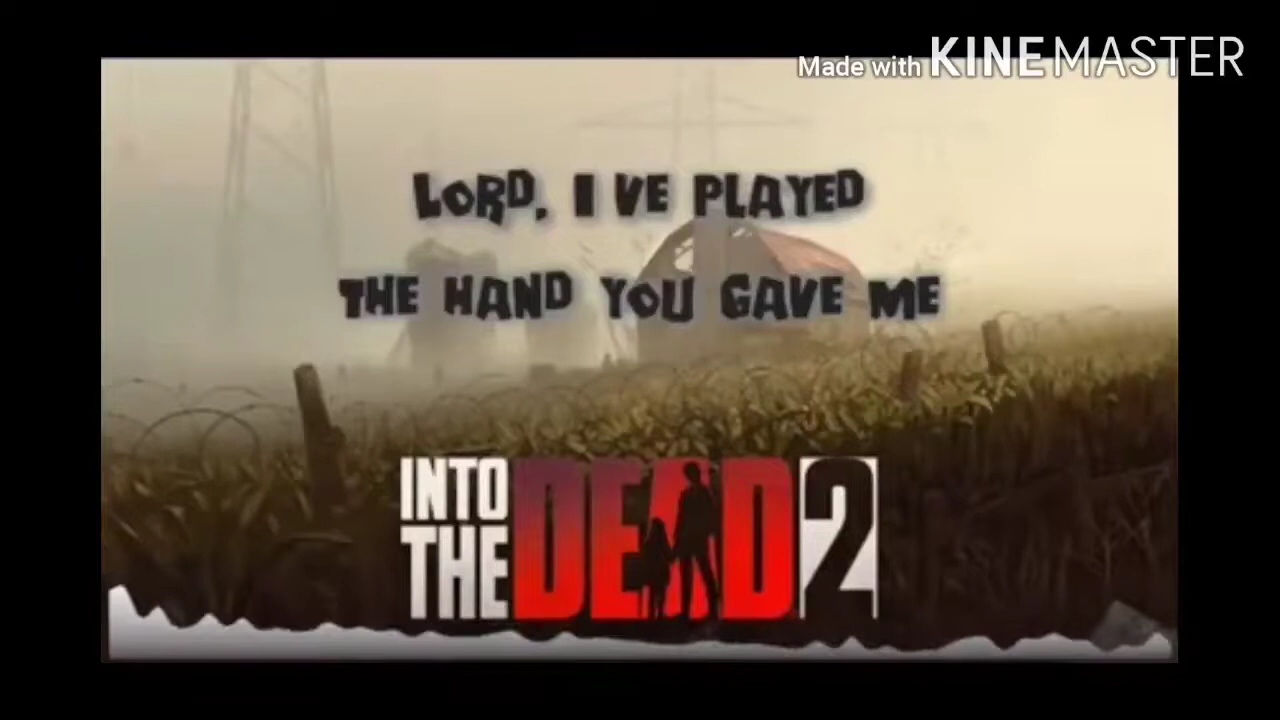 Made with KINEMASTER
LORD, I VE PLAYED
THE HAND YOU GAVE ME
INTO
THE
DEAD 2